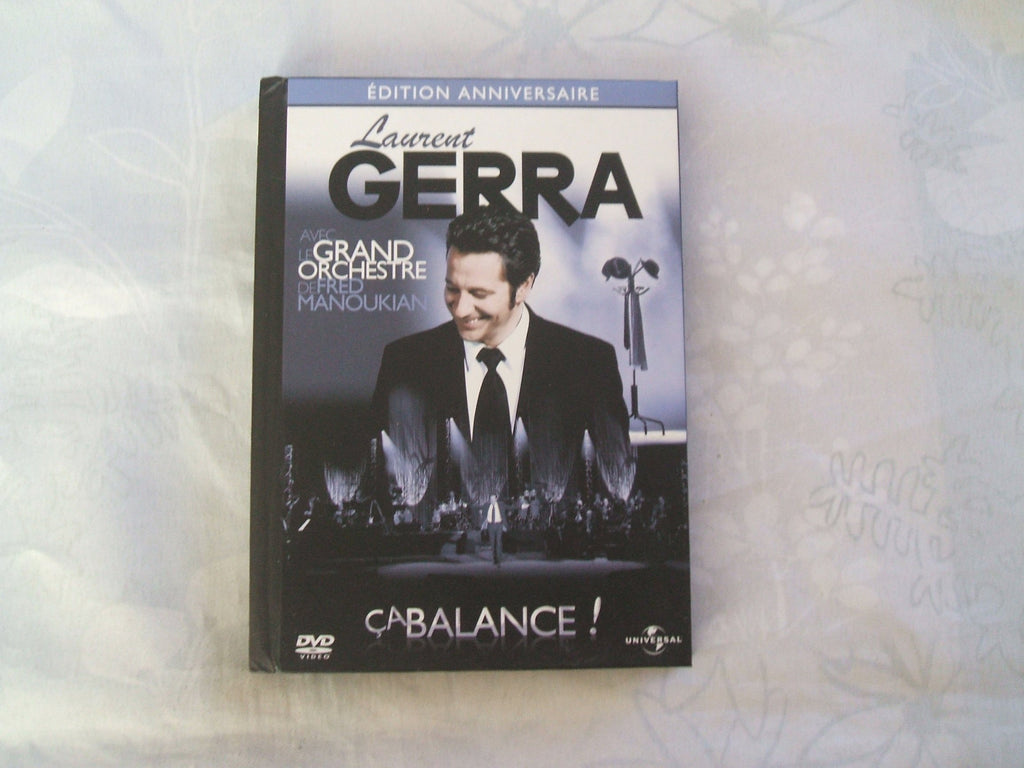 ÉDITION ANNIVERSAIRE
Laurent
GERRA
AVEC
LE GRAND
ORCHESTRE
DE FRED
MANOUKIAN
ÇA BALANCE !
DVD
VIDEO
UNIVERSAL